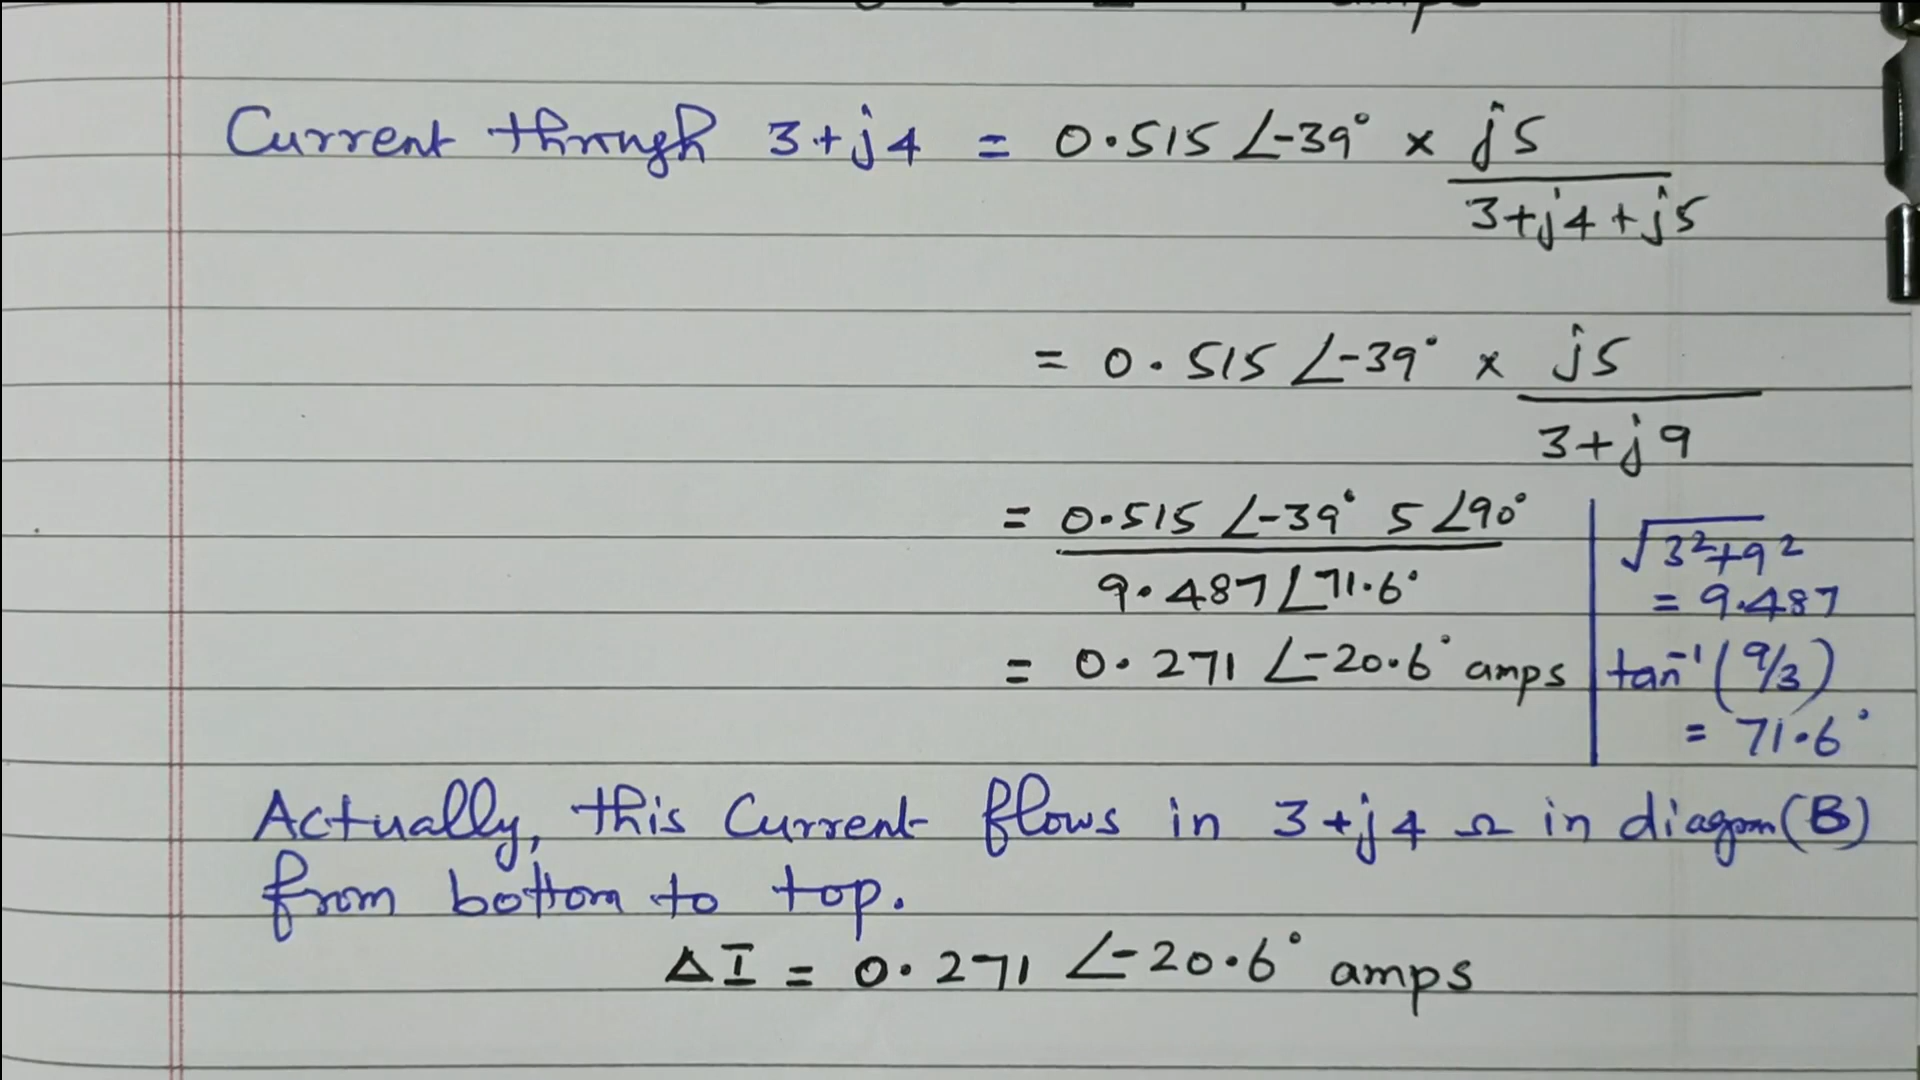 amps
Current through 3+j4 = 0.515 ∠-39° × j5
3+j4+j5
= 0.515 ∠-39° × j5
3+j9
= 0.515 ∠-39° 5 ∠90°
9.487 ∠71.6°
= 0.271 ∠-20.6° amps
√3²+9²
= 9.487
tan⁻¹(9/3)
= 71.6°
Actually, this Current flows in 3+j4 Ω in diagram(B)
from bottom to top.
ΔI = 0.271 ∠-20.6° amps